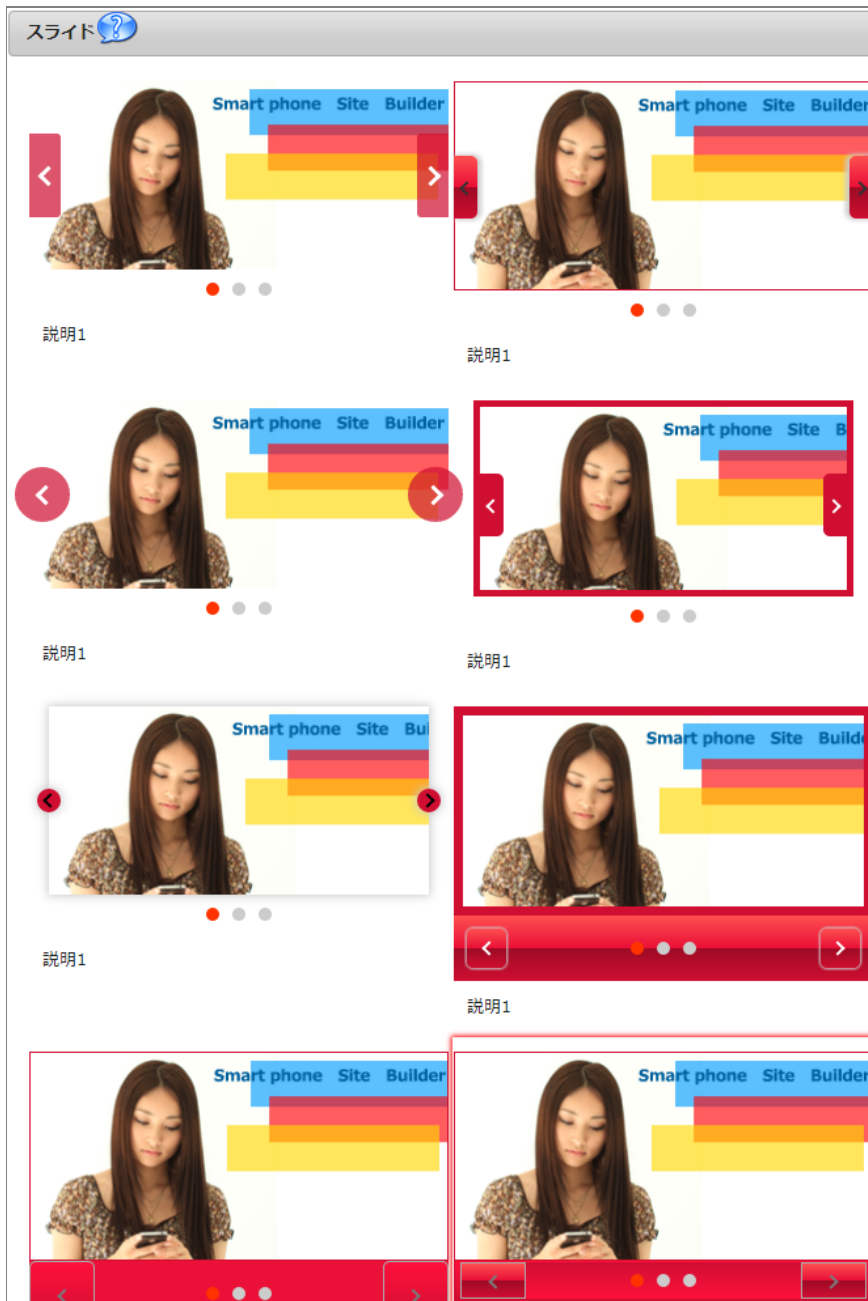 スライド
Smart phone Site Builder
Smart phone Site Builder
説明1
説明1
Smart phone Site Builder
Smart phone Site B
説明1
説明1
Smart phone Site Bui
Smart phone Site Build
説明1
説明1
Smart phone Site Builder
Smart phone Site Builder